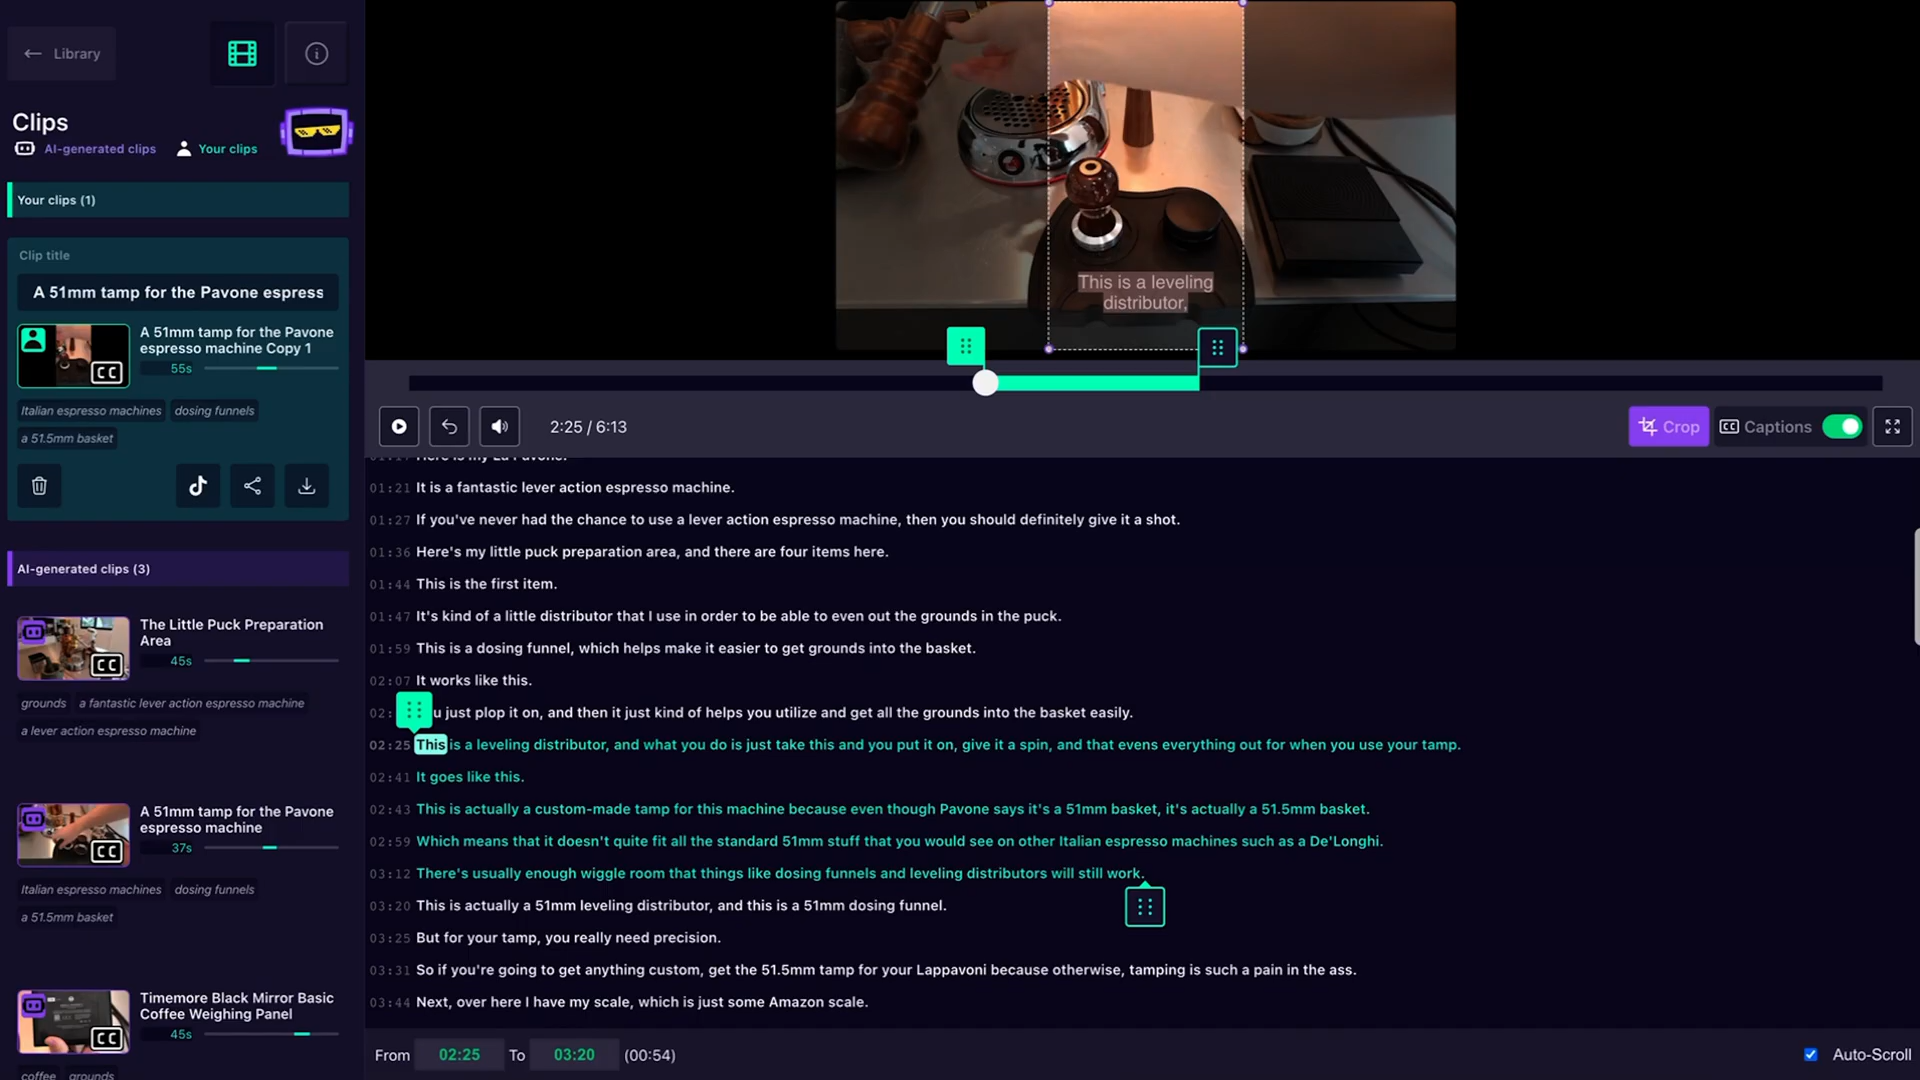 Library
Clips
AI-generated clips
Your clips
Your clips (1)
Clip title
A 51mm tamp for the Pavone espress
A 51mm tamp for the Pavone
espresso machine Copy 1
CC
55s
Italian espresso machines
dosing funnels
a 51.5mm basket
AI-generated clips (3)
The Little Puck Preparation
Area
CC
45s
grounds
a fantastic lever action espresso machine
a lever action espresso machine
A 51mm tamp for the Pavone
espresso machine
CC
37s
Italian espresso machines
dosing funnels
a 51.5mm basket
Timemore Black Mirror Basic
Coffee Weighing Panel
CC
45s
coffee
grounds
This is a leveling
distributor,
2:25 / 6:13
Crop
CC Captions
01:17 Here is my La Pavone.
01:21 It is a fantastic lever action espresso machine.
01:27 If you've never had the chance to use a lever action espresso machine, then you should definitely give it a shot.
01:36 Here's my little puck preparation area, and there are four items here.
01:44 This is the first item.
01:47 It's kind of a little distributor that I use in order to be able to even out the grounds in the puck.
01:59 This is a dosing funnel, which helps make it easier to get grounds into the basket.
02:07 It works like this.
02: u just plop it on, and then it just kind of helps you utilize and get all the grounds into the basket easily.
02:25 This is a leveling distributor, and what you do is just take this and you put it on, give it a spin, and that evens everything out for when you use your tamp.
02:41 It goes like this.
02:43 This is actually a custom-made tamp for this machine because even though Pavone says it's a 51mm basket, it's actually a 51.5mm basket.
02:59 Which means that it doesn't quite fit all the standard 51mm stuff that you would see on other Italian espresso machines such as a De'Longhi.
03:12 There's usually enough wiggle room that things like dosing funnels and leveling distributors will still work.
03:20 This is actually a 51mm leveling distributor, and this is a 51mm dosing funnel.
03:25 But for your tamp, you really need precision.
03:31 So if you're going to get anything custom, get the 51.5mm tamp for your Lappavoni because otherwise, tamping is such a pain in the ass.
03:44 Next, over here I have my scale, which is just some Amazon scale.
From 02:25 To 03:20 (00:54)
Auto-Scroll